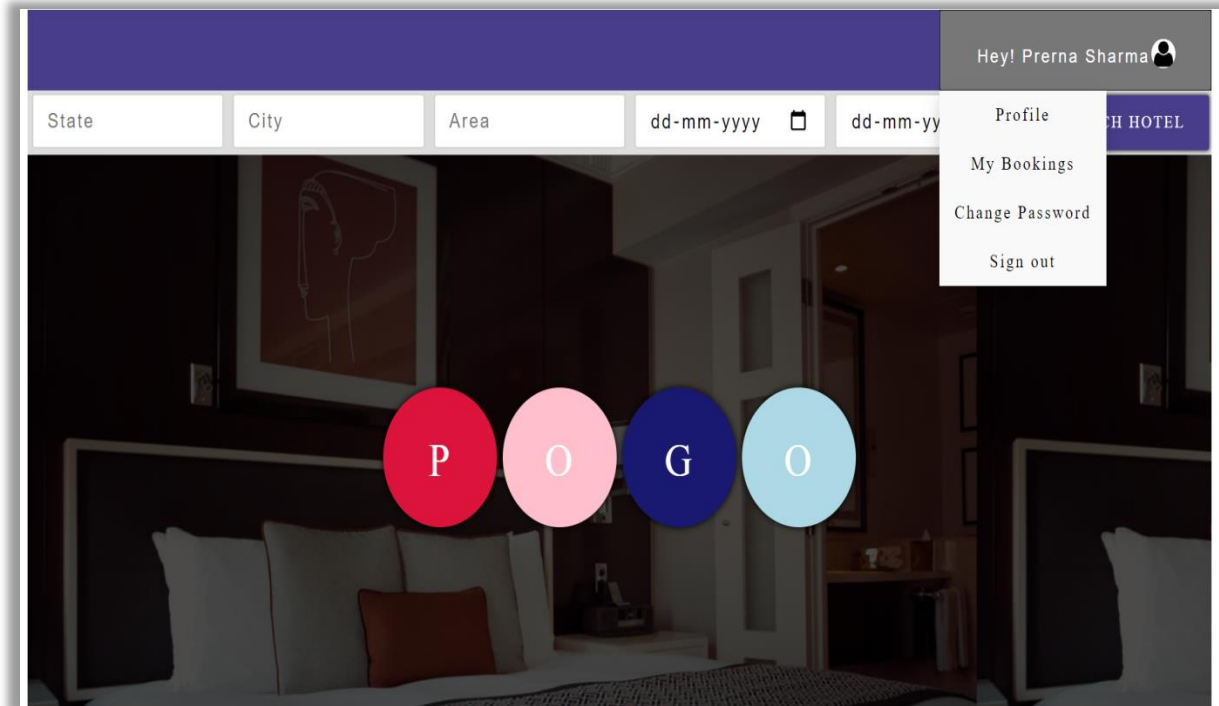 Hey! Prerna Sharma
State City Area dd-mm-yyyy dd-mm-yy CH HOTEL
Profile
My Bookings
Change Password
Sign out
P O G O